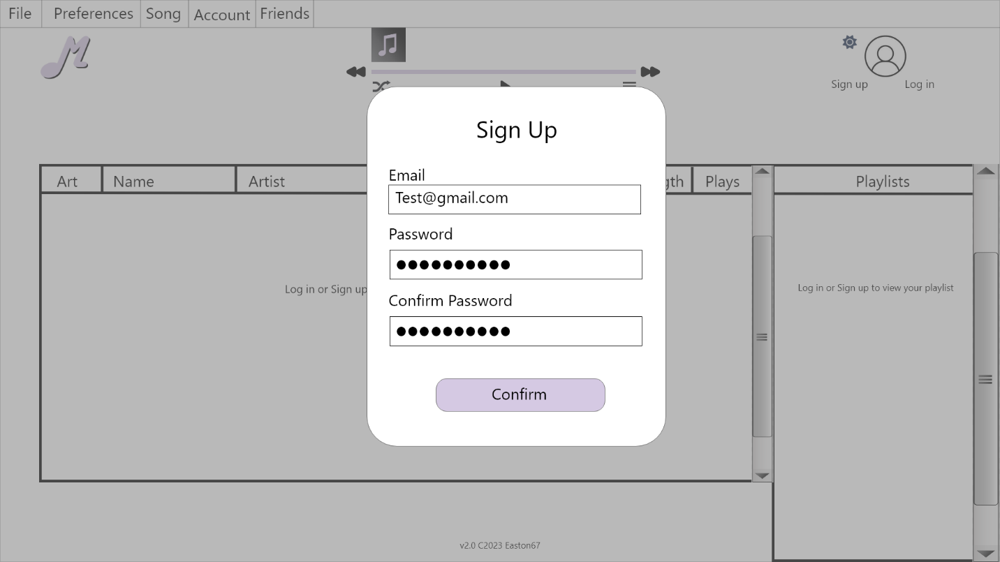 File Preferences Song Account Friends
Sign up Log in
Sign Up
Email
Test@gmail.com
Password
Confirm Password
Confirm
Art Name Artist gth Plays
Log in or Sign up
Playlists
Log in or Sign up to view your playlist
v2.0 C2023 Easton67